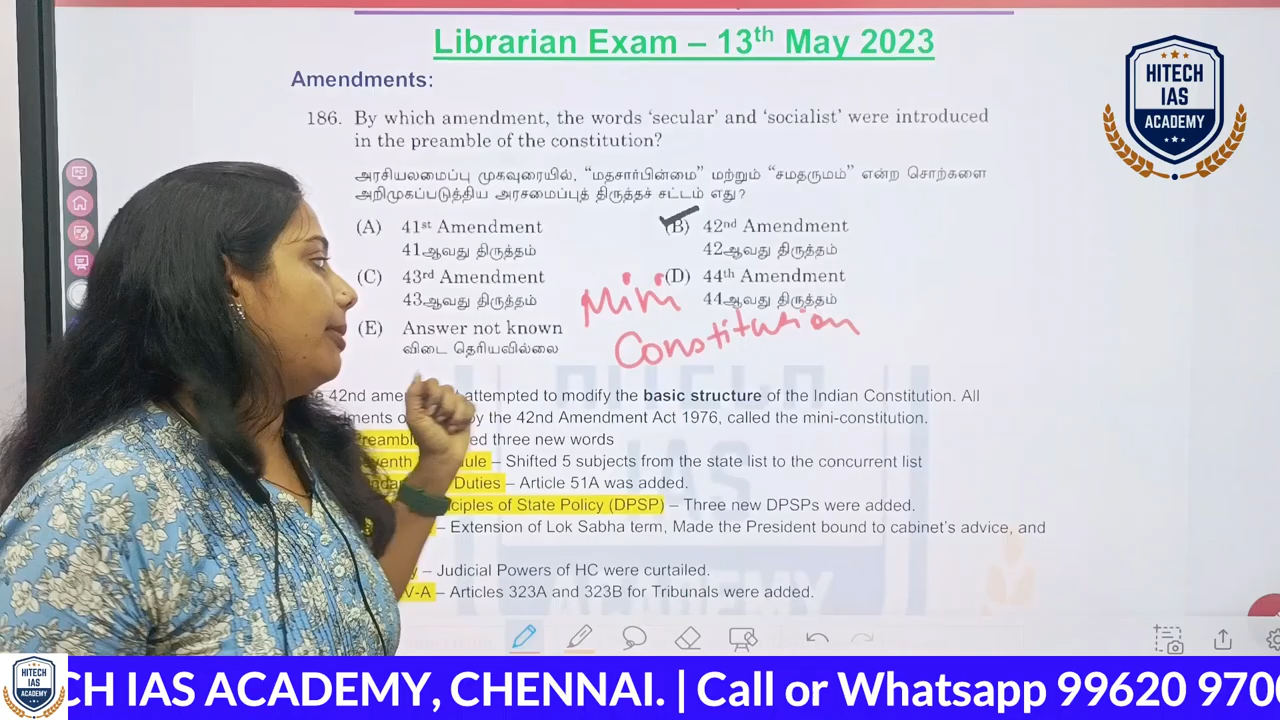 Librarian Exam – 13th May 2023
HITECH
IAS
ACADEMY
Amendments:
186. By which amendment, the words ‘secular’ and ‘socialist’ were introduced
in the preamble of the constitution?
அரசியலமைப்பு முகவுரையில், “மதசார்பின்மை” மற்றும் “சமதருமம்” என்ற சொற்களை
அறிமுகப்படுத்திய அரசமைப்புத் திருத்தச் சட்டம் எது?
(A) 41st Amendment (B) 42nd Amendment
41ஆவது திருத்தம் 42ஆவது திருத்தம்
(C) 43rd Amendment (D) 44th Amendment
43ஆவது திருத்தம் 44ஆவது திருத்தம்
Mini
Constitution
(E) Answer not known
விடை தெரியவில்லை
42nd attempted to modify the basic structure of the Indian Constitution. All
by the 42nd Amendment Act 1976, called the mini-constitution.
three new words
– Shifted 5 subjects from the state list to the concurrent list
Duties – Article 51A was added.
of State Policy (DPSP) – Three new DPSPs were added.
– Extension of Lok Sabha term, Made the President bound to cabinet’s advice, and
– Judicial Powers of HC were curtailed.
– Articles 323A and 323B for Tribunals were added.
IAS
ACADEMY
HITECH
IAS
ACADEMY
CH IAS ACADEMY, CHENNAI. | Call or Whatsapp 99620 970